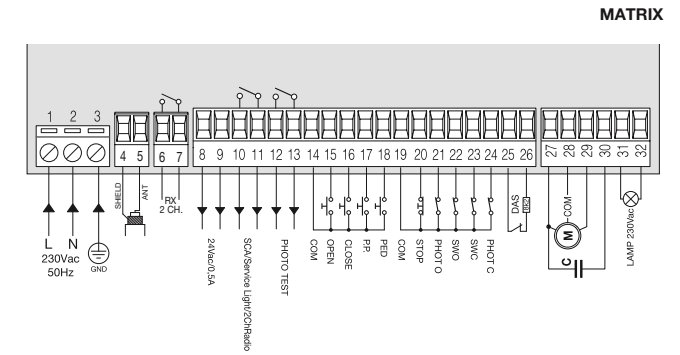 MATRIX
1 2 3
4 5
6 7
8 9 10 11 12 13 14 15 16 17 18 19 20 21 22 23 24 25 26
27 28 29 30 31 32
SHIELD
ANT
RX
2 CH.
L N
230Vac
50Hz
GND
24Vac/0,5A
SCA/Service Light/2ChRadio
PHOTO TEST
COM
OPEN
CLOSE
P.P.
PED
COM
STOP
PHOT O
SWO
SWC
PHOT C
DAS
8K2
COM
M
C
LAMP 230Vac